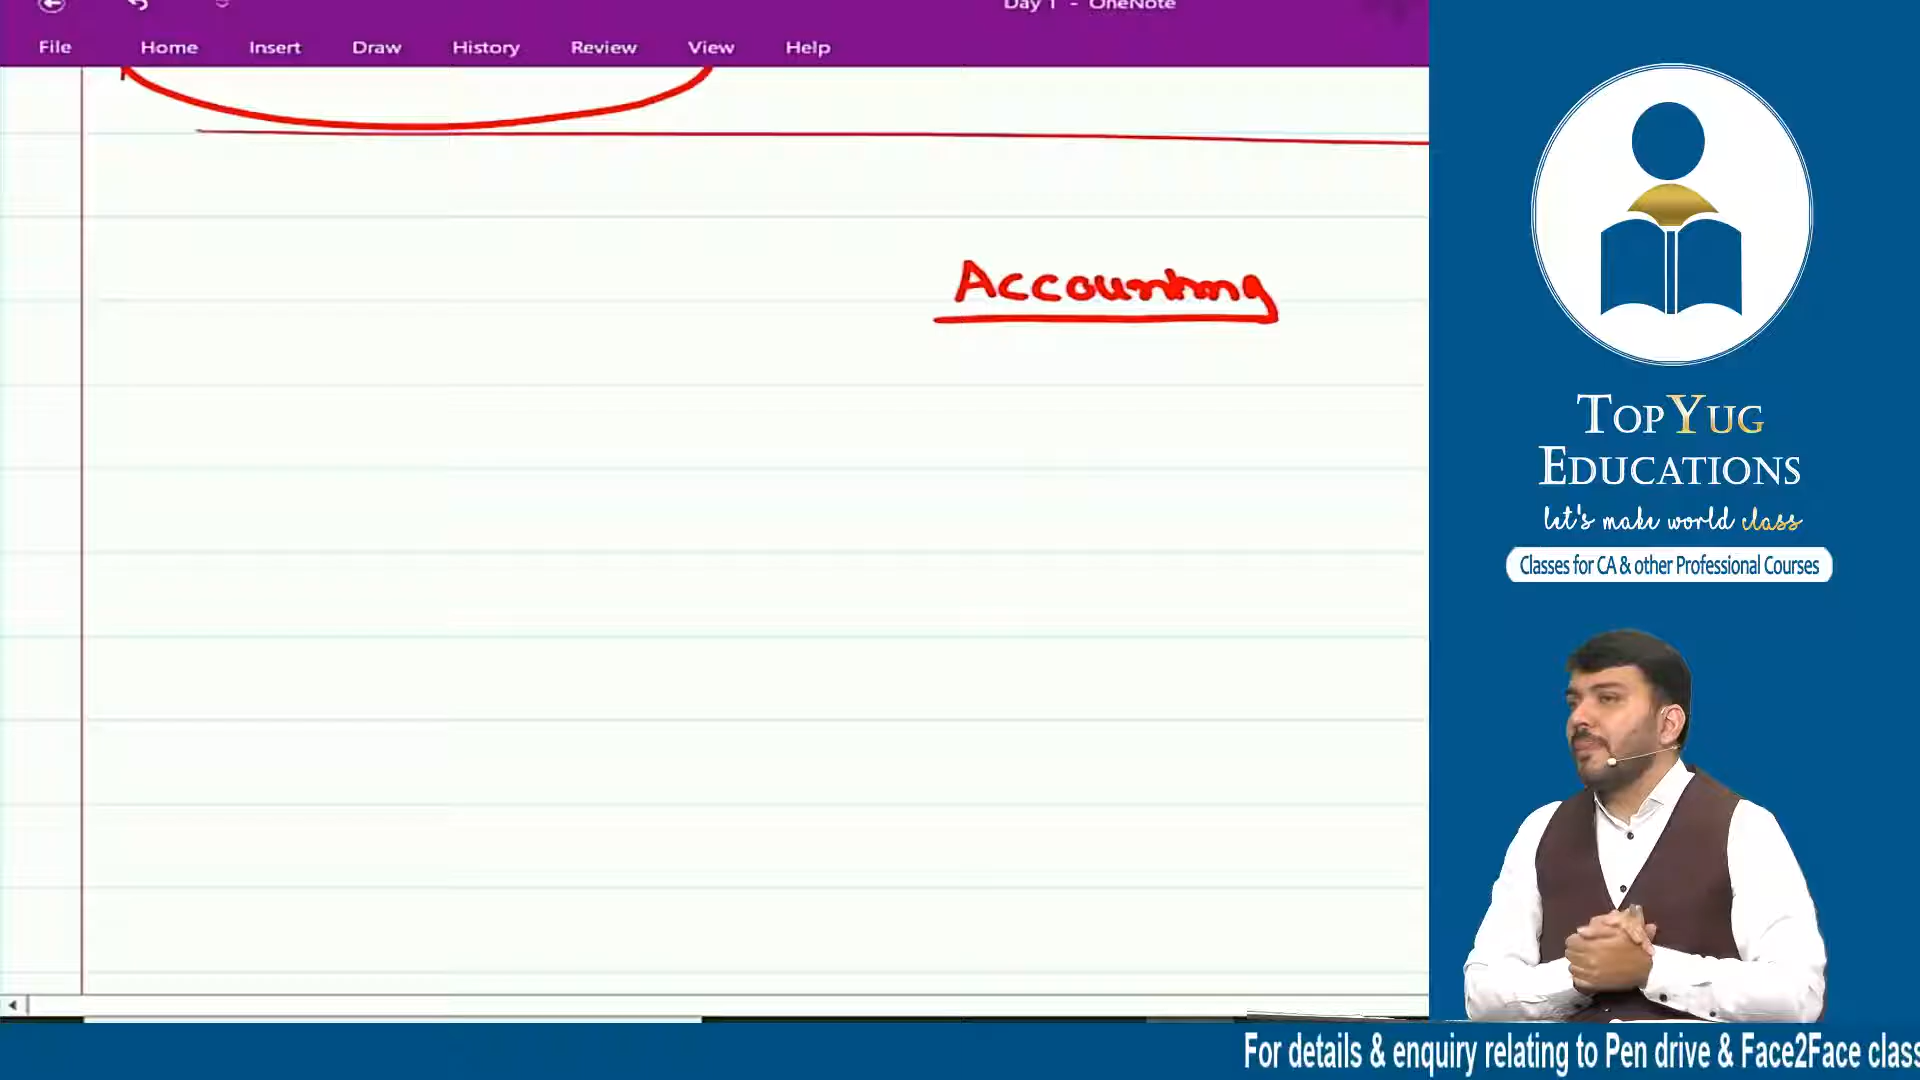 Day 1 - OneNote
File Home Insert Draw History Review View Help
Accounting
TOPYUG
EDUCATIONS
let's make world class
Classes for CA & other Professional Courses
For details & enquiry relating to Pen drive & Face2Face class